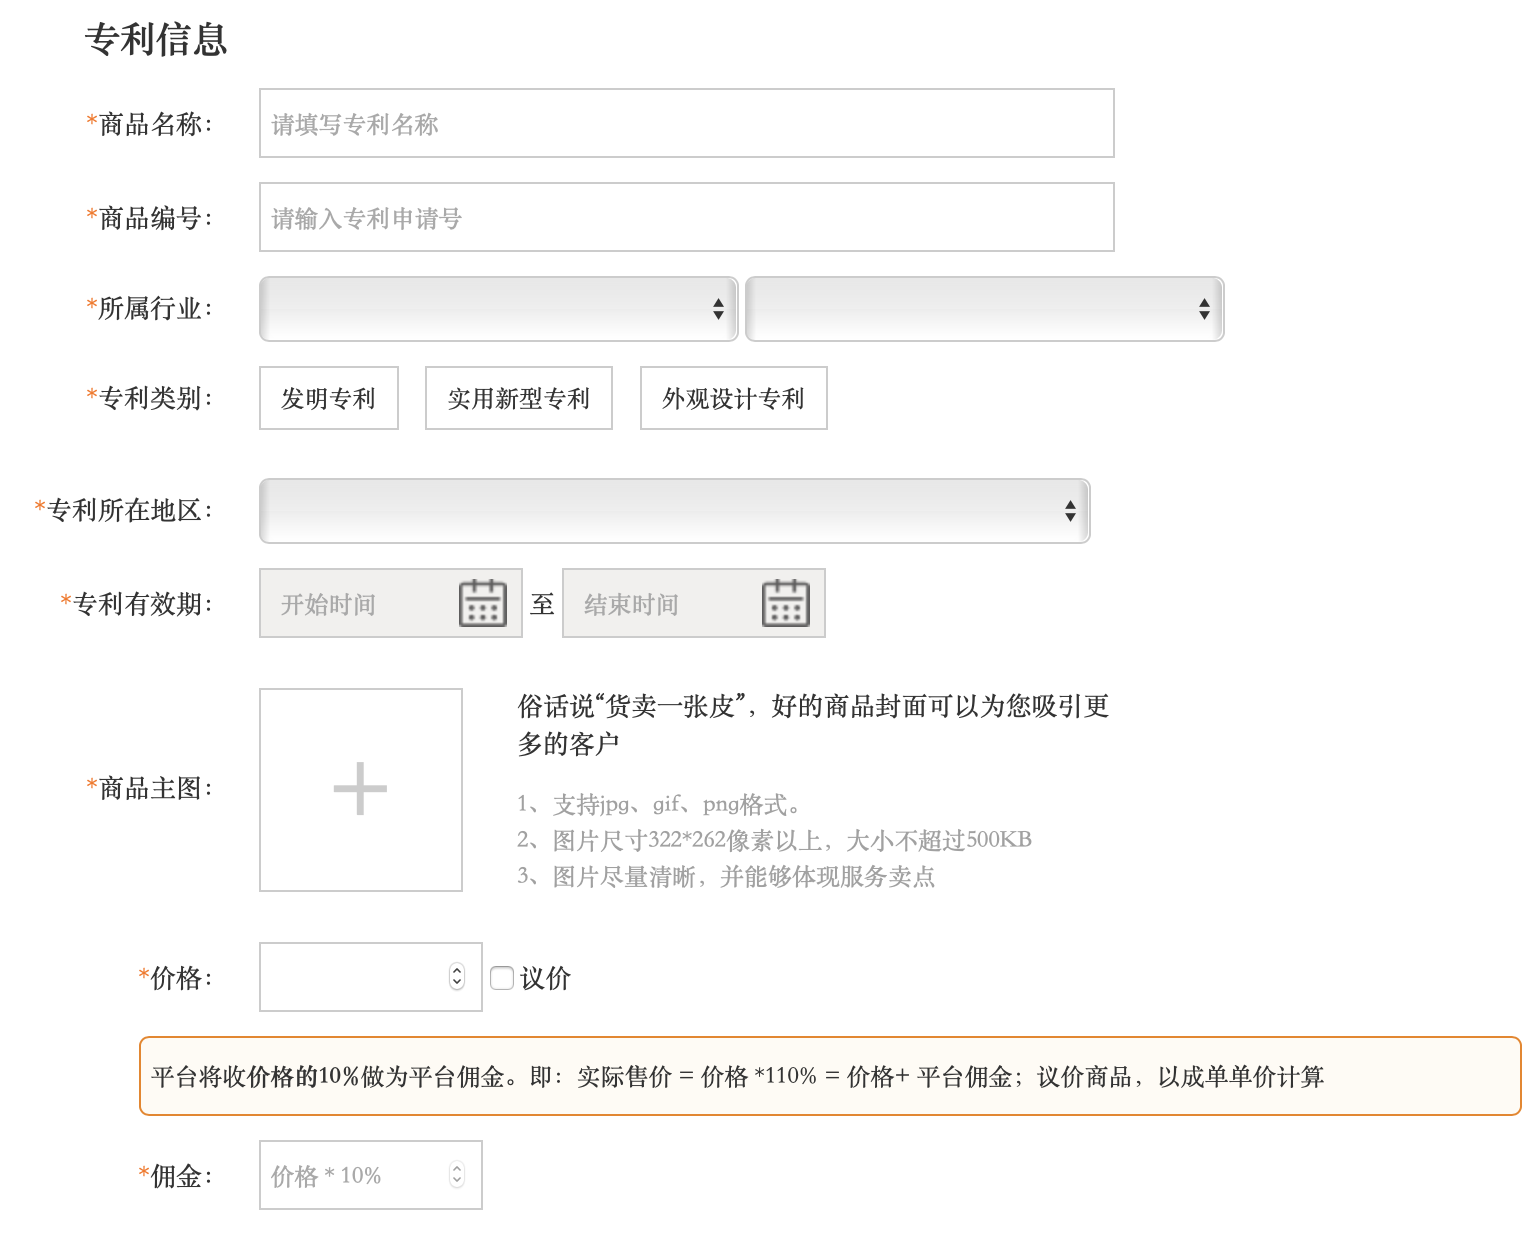 专利信息
*商品名称： 请填写专利名称
*商品编号： 请输入专利申请号
*所属行业：
*专利类别： 发明专利 实用新型专利 外观设计专利
*专利所在地区：
*专利有效期： 开始时间 至 结束时间
*商品主图：
俗话说“货卖一张皮”，好的商品封面可以为您吸引更
多的客户
1、支持jpg、gif、png格式。
2、图片尺寸322*262像素以上，大小不超过500KB
3、图片尽量清晰，并能够体现服务卖点
*价格： 议价
平台将收价格的10%做为平台佣金。即：实际售价 = 价格 *110% = 价格+ 平台佣金；议价商品，以成单单价计算
*佣金： 价格 * 10%